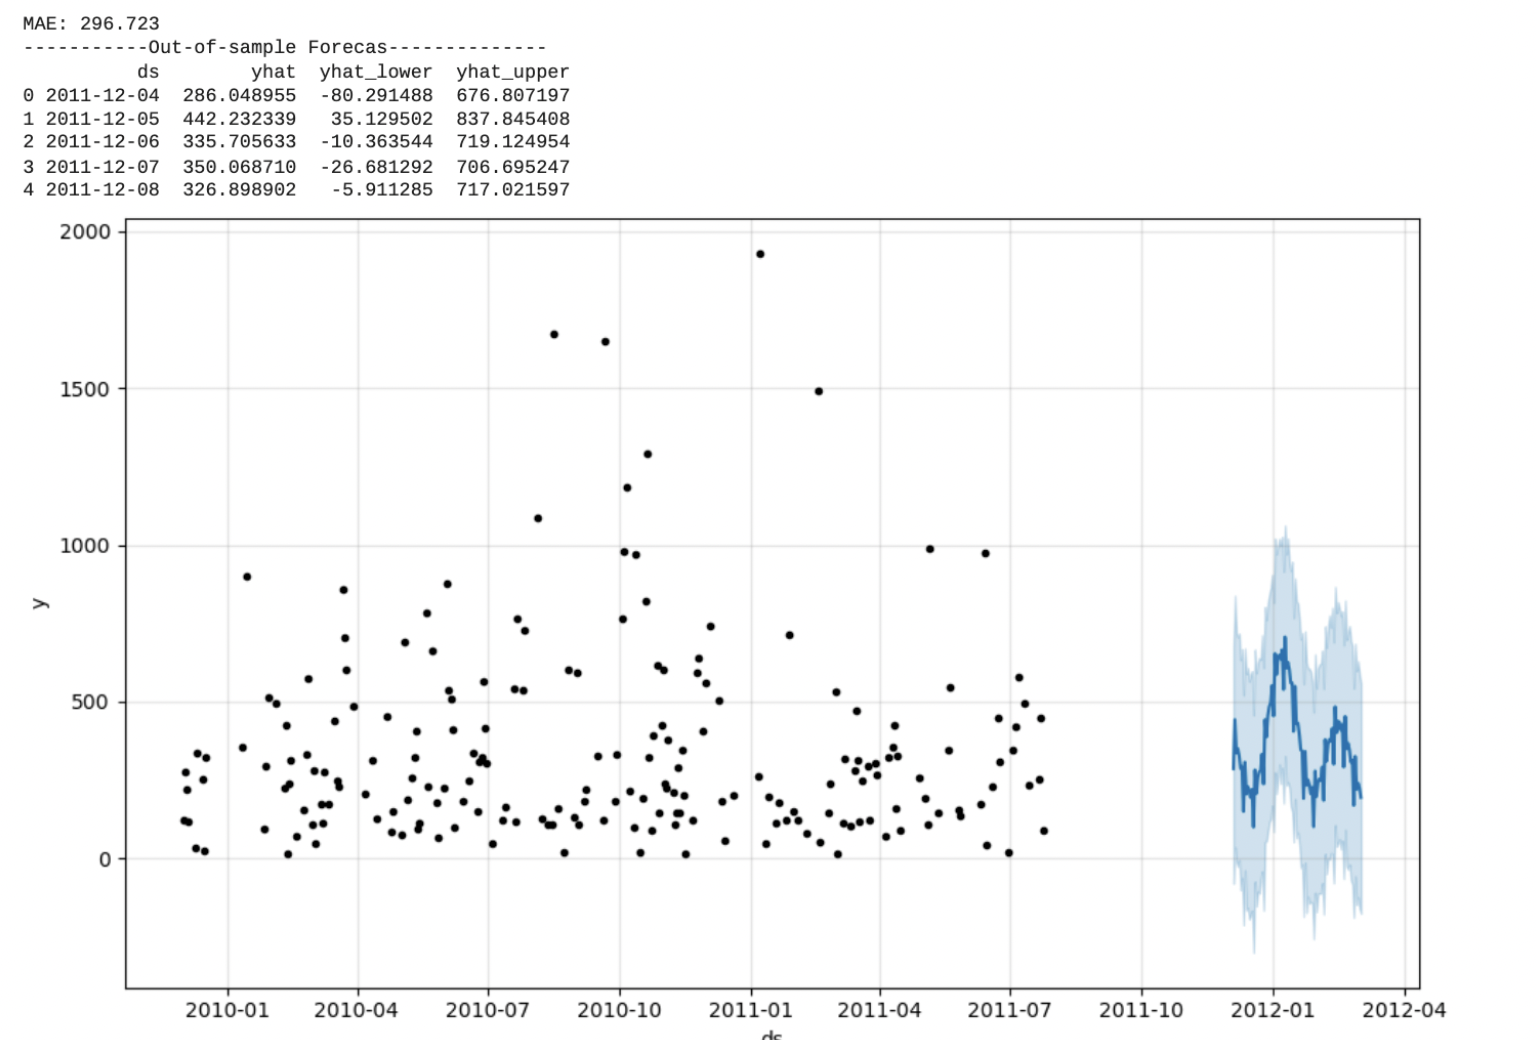 MAE: 296.723
-----------Out-of-sample Forecas--------------
ds yhat yhat_lower yhat_upper
0 2011-12-04 286.048955 -80.291488 676.807197
1 2011-12-05 442.232339 35.129502 837.845408
2 2011-12-06 335.705633 -10.363544 719.124954
3 2011-12-07 350.068710 -26.681292 706.695247
4 2011-12-08 326.898902 -5.911285 717.021597
2000
1500
1000
500
0
y
2010-01 2010-04 2010-07 2010-10 2011-01 2011-04 2011-07 2011-10 2012-01 2012-04
ds